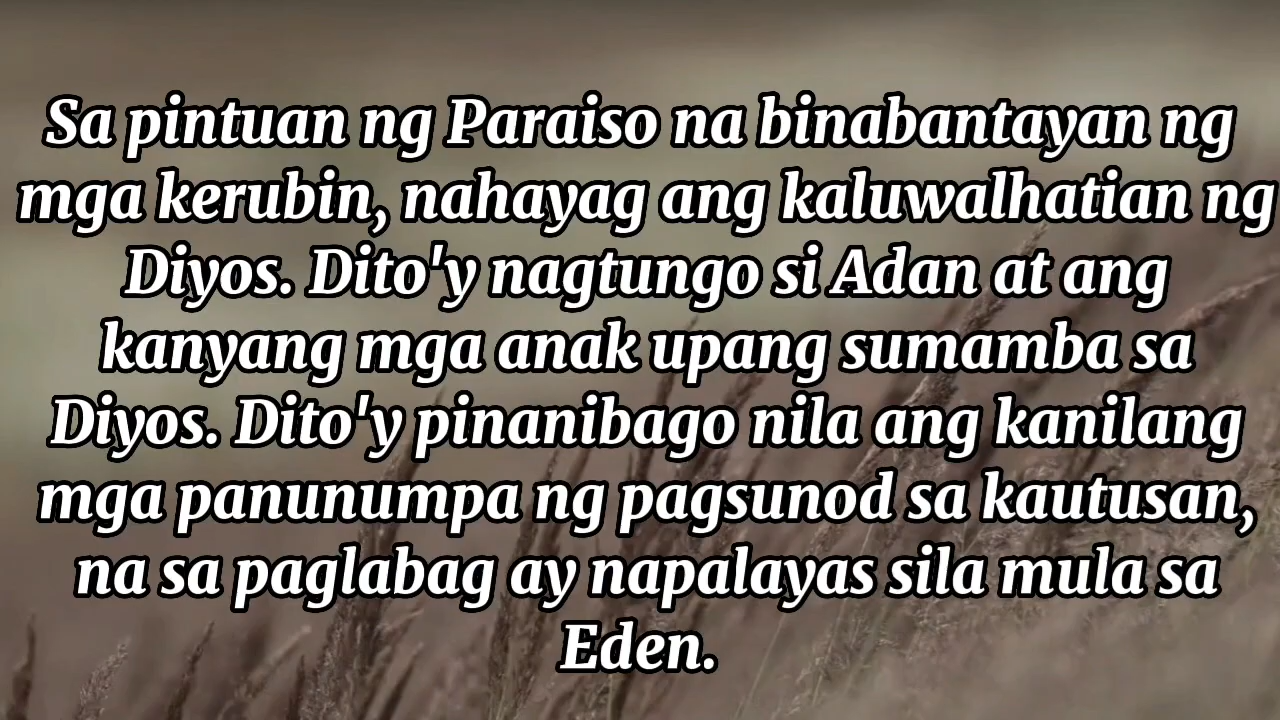 Sa pintuan ng Paraiso na binabantayan ng
mga kerubin, nahayag ang kaluwalhatian ng
Diyos. Dito'y nagtungo si Adan at ang
kanyang mga anak upang sumamba sa
Diyos. Dito'y pinanibago nila ang kanilang
mga panunumpa ng pagsunod sa kautusan,
na sa paglabag ay napalayas sila mula sa
Eden.